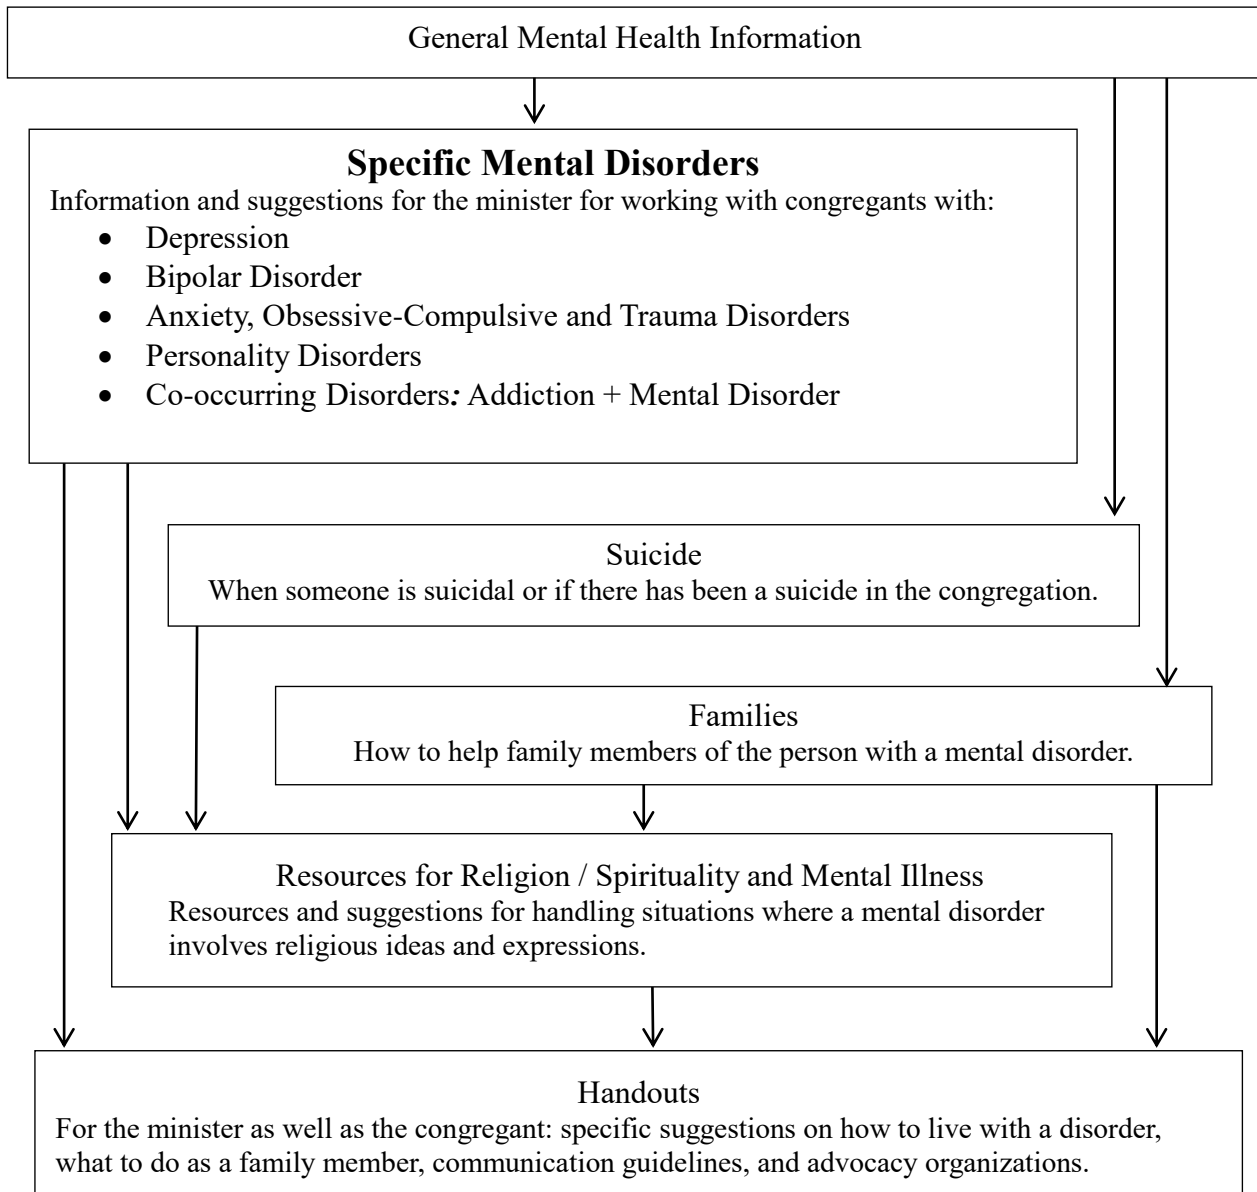 General Mental Health Information
Specific Mental Disorders
Information and suggestions for the minister for working with congregants with:
• Depression
• Bipolar Disorder
• Anxiety, Obsessive-Compulsive and Trauma Disorders
• Personality Disorders
• Co-occurring Disorders: Addiction + Mental Disorder
Suicide
When someone is suicidal or if there has been a suicide in the congregation.
Families
How to help family members of the person with a mental disorder.
Resources for Religion / Spirituality and Mental Illness
Resources and suggestions for handling situations where a mental disorder
involves religious ideas and expressions.
Handouts
For the minister as well as the congregant: specific suggestions on how to live with a disorder,
what to do as a family member, communication guidelines, and advocacy organizations.